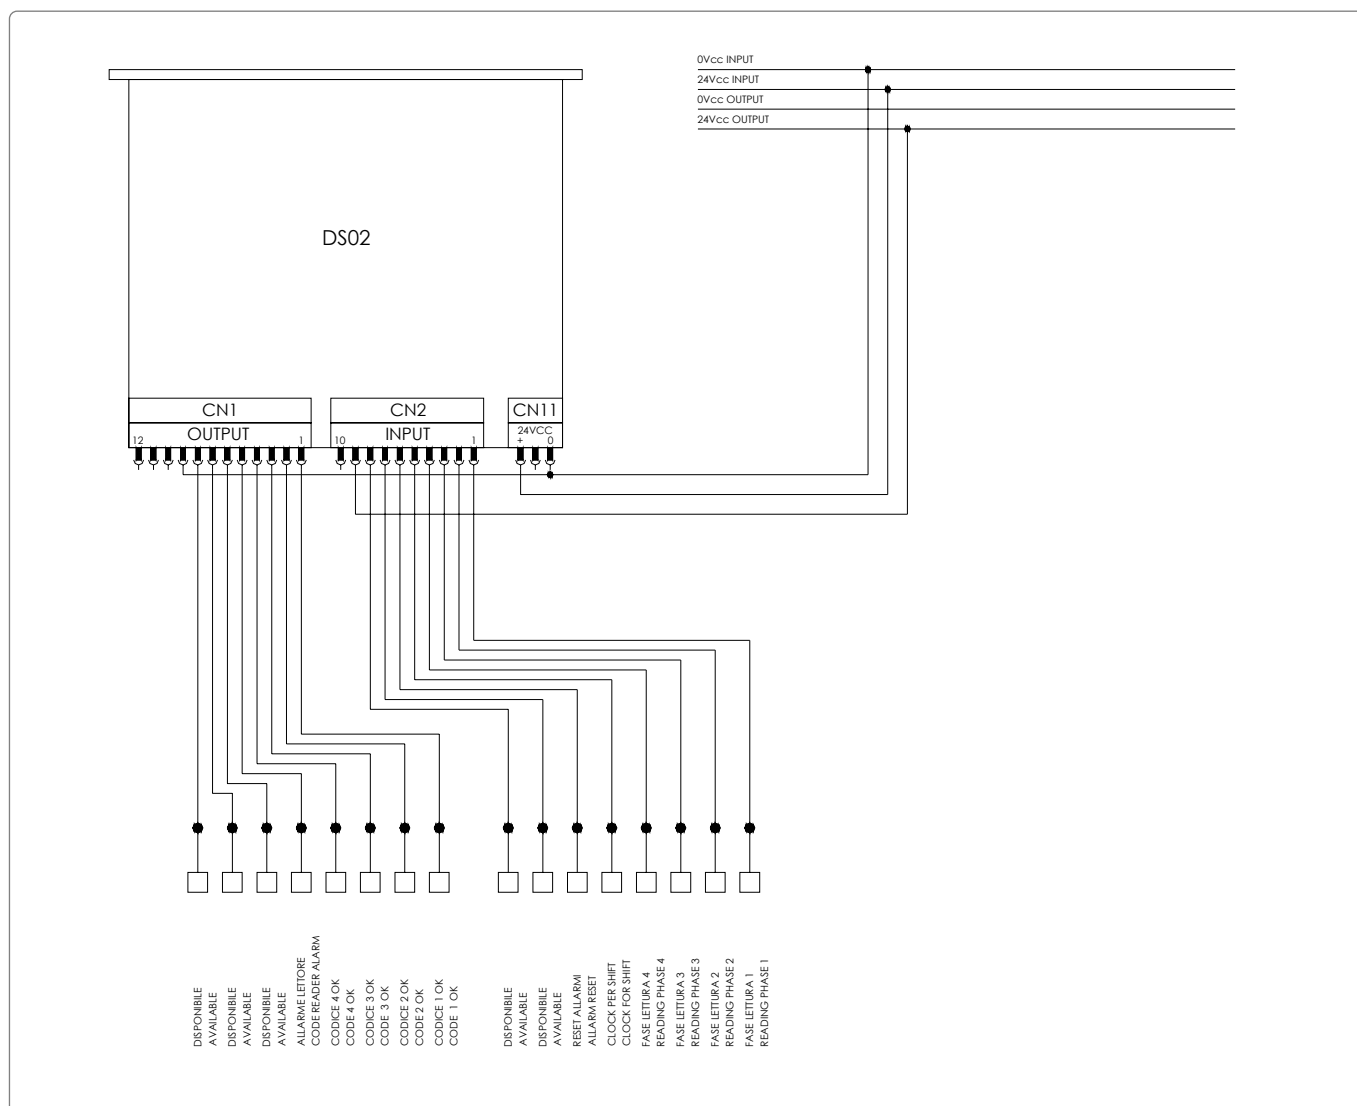 0Vcc INPUT
24Vcc INPUT
0Vcc OUTPUT
24Vcc OUTPUT
DS02
CN1
CN2
CN11
OUTPUT
INPUT
24VCC
12
1
10
1
+
0
DISPONIBILE
AVAILABLE
DISPONIBILE
AVAILABLE
DISPONIBILE
AVAILABLE
ALLARME LETTORE
CODE READER ALARM
CODICE 4 OK
CODE 4 OK
CODICE 3 OK
CODE 3 OK
CODICE 2 OK
CODE 2 OK
CODICE 1 OK
CODE 1 OK
DISPONIBILE
AVAILABLE
DISPONIBILE
AVAILABLE
RESET ALLARMI
ALLARM RESET
CLOCK PER SHIFT
CLOCK FOR SHIFT
FASE LETTURA 4
READING PHASE 4
FASE LETTURA 3
READING PHASE 3
FASE LETTURA 2
READING PHASE 2
FASE LETTURA 1
READING PHASE 1